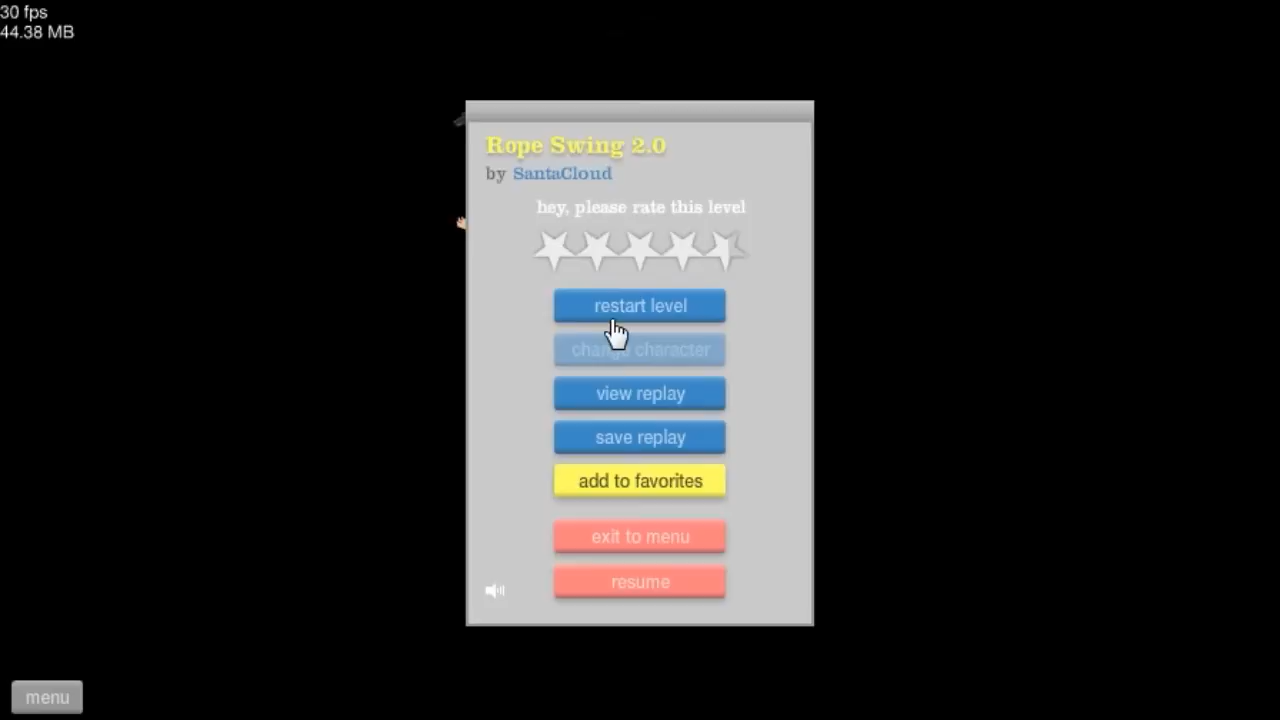 30 fps
44.38 MB
Rope Swing 2.0
by SantaCloud
hey, please rate this level
restart level
change character
view replay
save replay
add to favorites
exit to menu
resume
menu